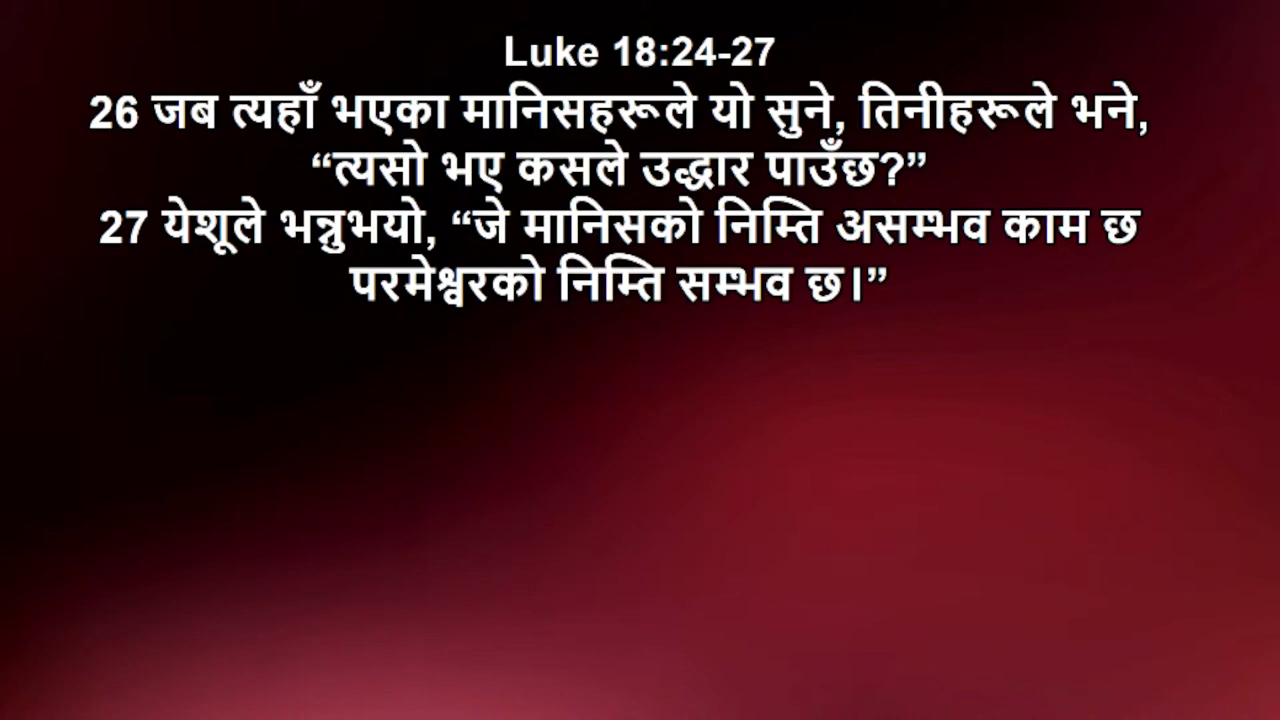 Luke 18:24-27
26 जब त्यहाँ भएका मानिसहरूले यो सुने, तिनीहरूले भने,
“त्यसो भए कसले उद्धार पाउँछ?”
27 येशूले भन्नुभयो, “जे मानिसको निम्ति असम्भव काम छ
परमेश्वरको निम्ति सम्भव छ।”